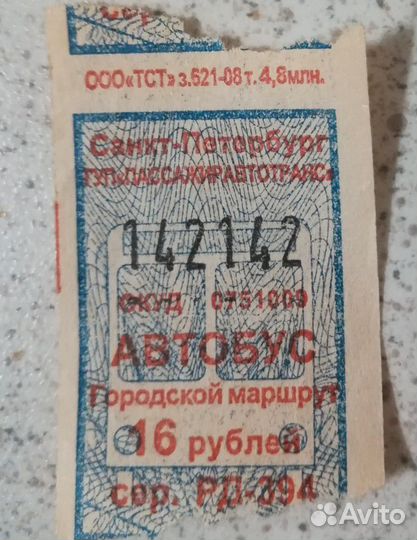 сер.
ООО«ТСТ» з.621-08 т. 4,8млн.
Санкт-Петербург
ГУП«ПАССАЖИРАВТОТРАНС»
142142
ОКУД 0751009
АВТОБУС
Городской маршрут
16 рублей
сер. РД-394
Avito